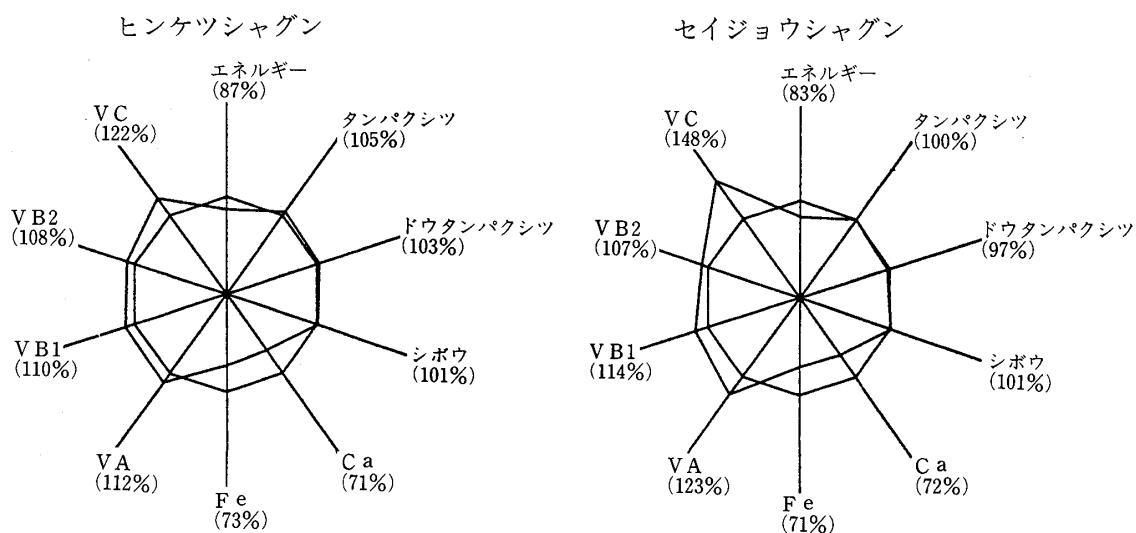 ヒンケツシャグン
エネルギー
(87%)
タンパクシツ
(105%)
ドウタンパクシツ
(103%)
シボウ
(101%)
Ca
(71%)
Fe
(73%)
VA
(112%)
VB1
(110%)
VB2
(108%)
VC
(122%)
セイジョウシャグン
エネルギー
(83%)
タンパクシツ
(100%)
ドウタンパクシツ
(97%)
シボウ
(101%)
Ca
(72%)
Fe
(71%)
VA
(123%)
VB1
(114%)
VB2
(107%)
VC
(148%)